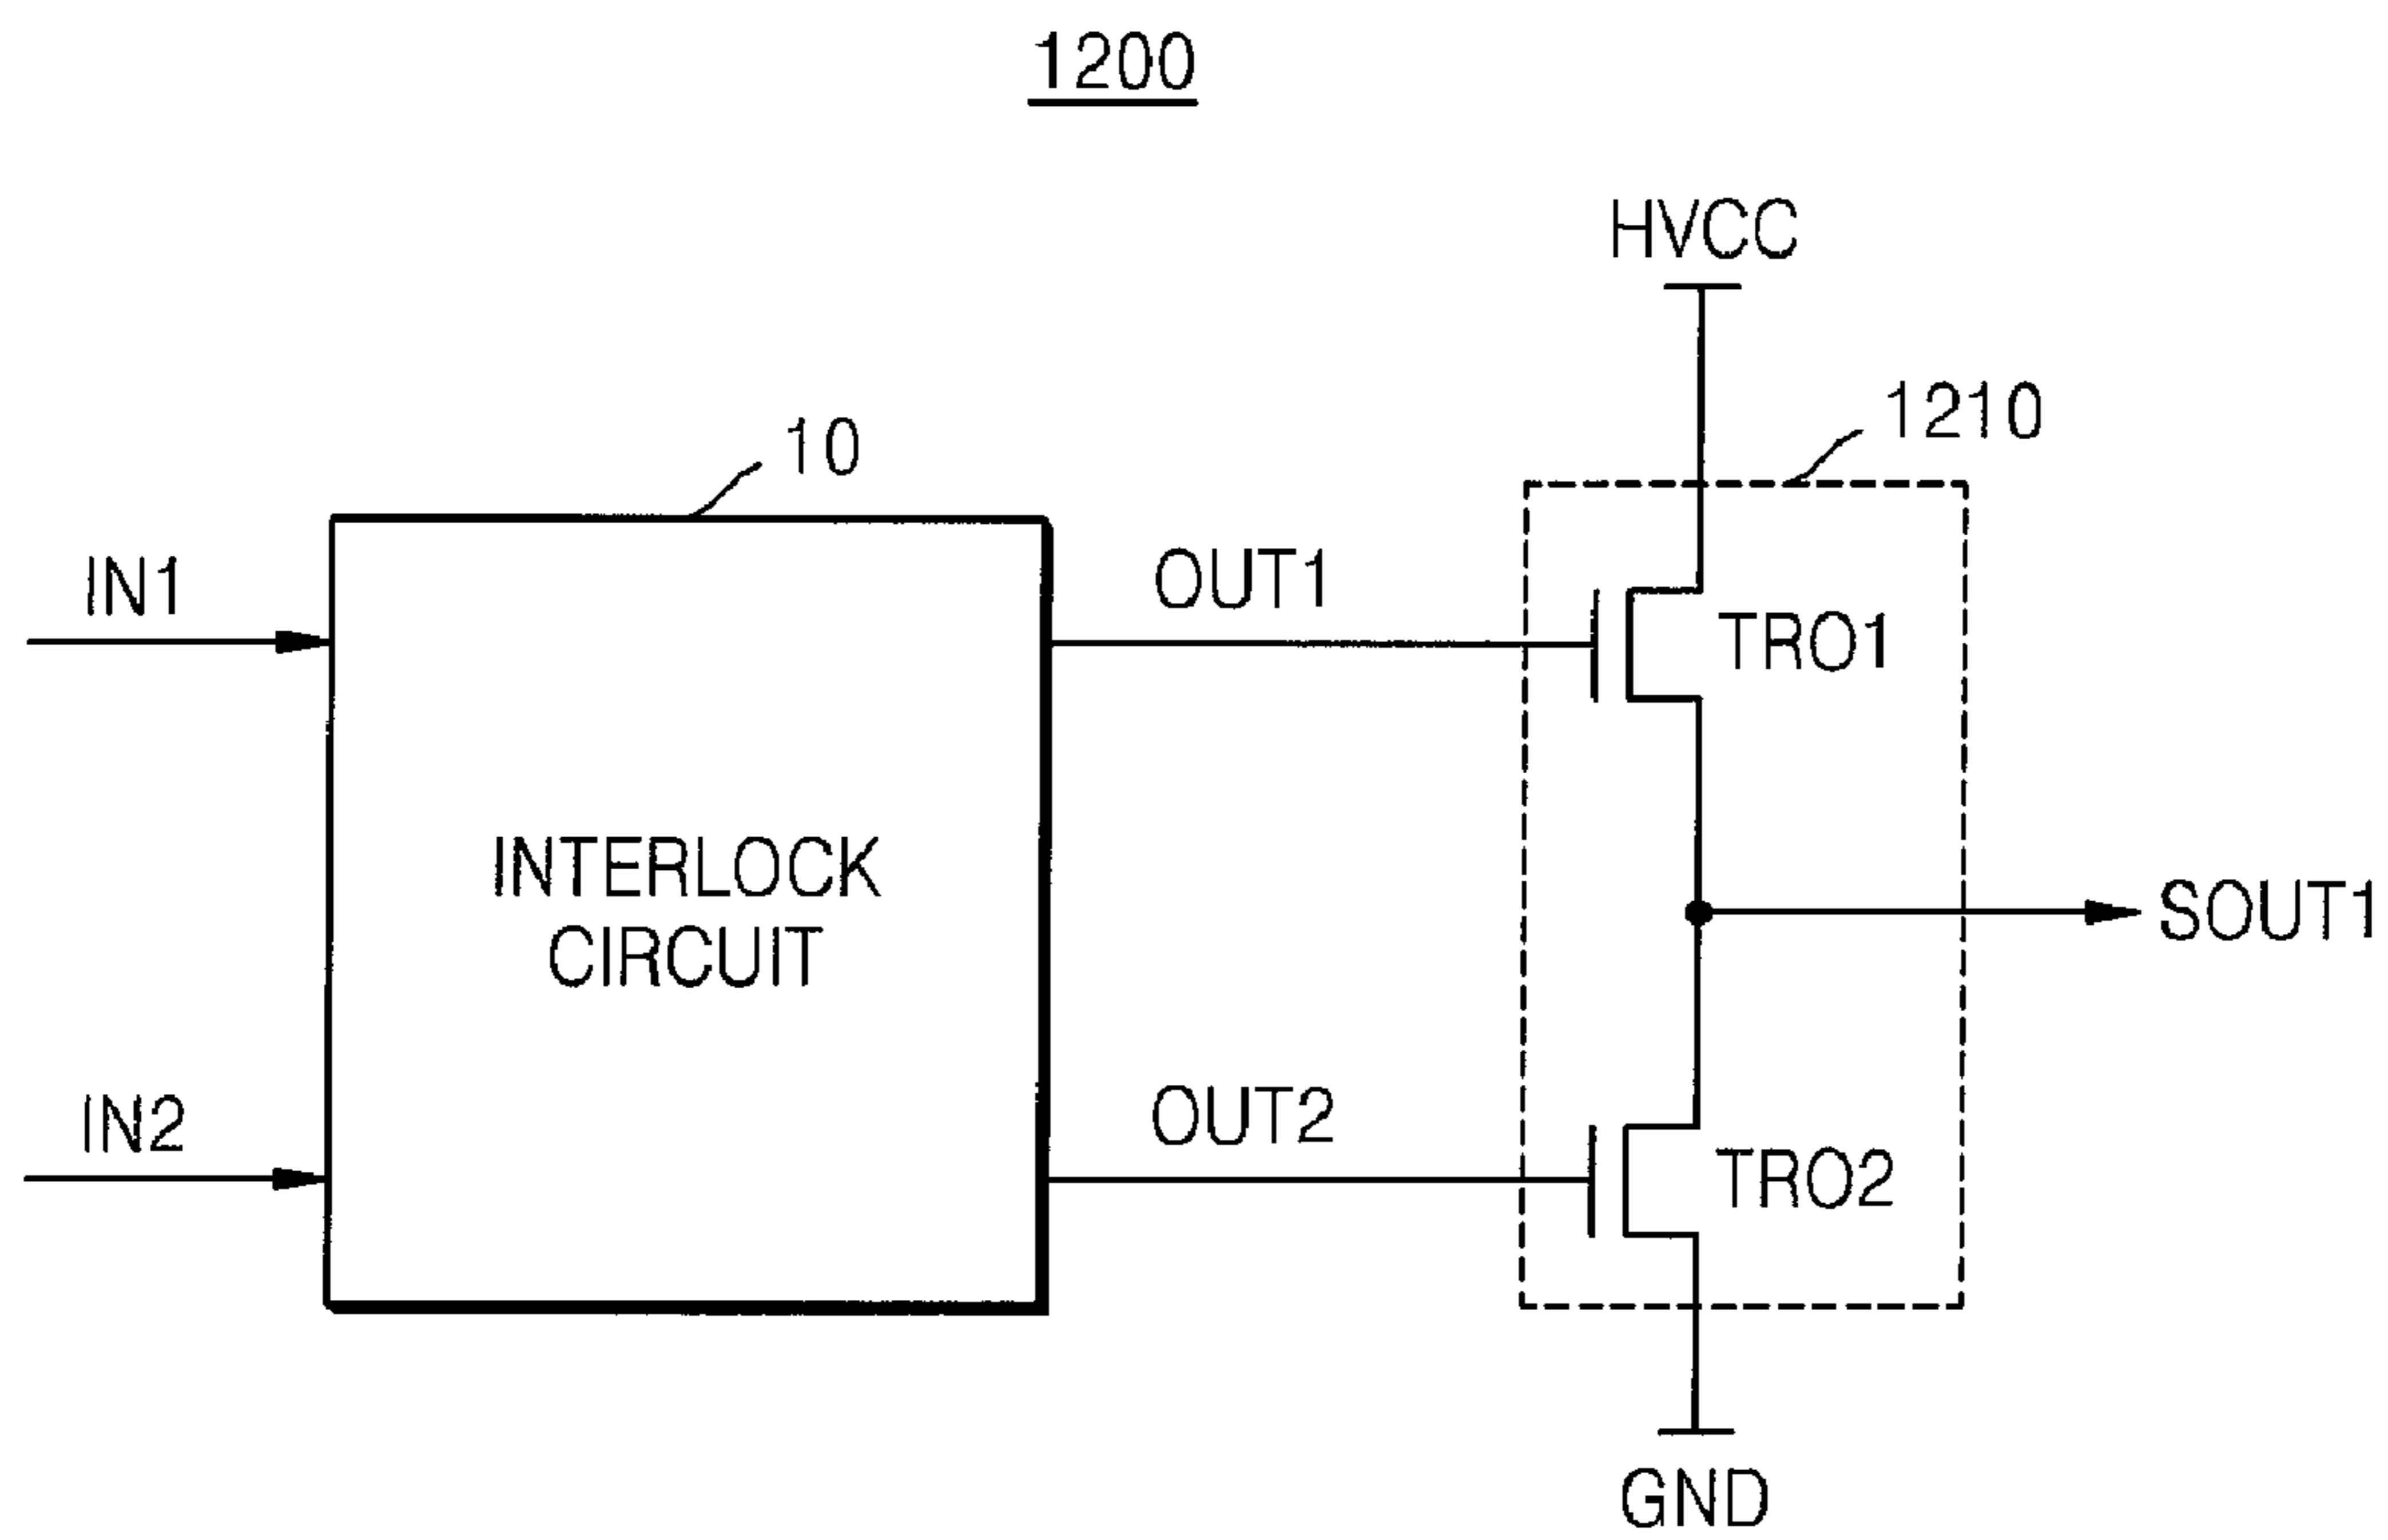 1200
HVCC
1210
10
IN1
OUT1
TRO1
INTERLOCK
CIRCUIT
SOUT1
IN2
OUT2
TRO2
GND